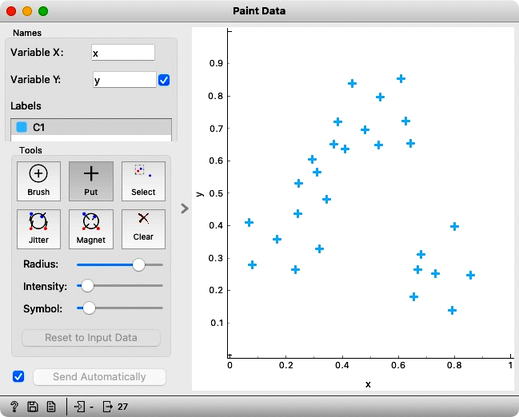 Paint Data
Names
Variable X: x
Variable Y: y
Labels
C1
Tools
Brush Put Select
Jitter Magnet Clear
Radius:
Intensity:
Symbol:
Reset to Input Data
Send Automatically
? - 27
0.9
0.8
0.7
0.6
0.5
0.4
0.3
0.2
0.1
y
0 0.2 0.4 0.6 0.8 1
x